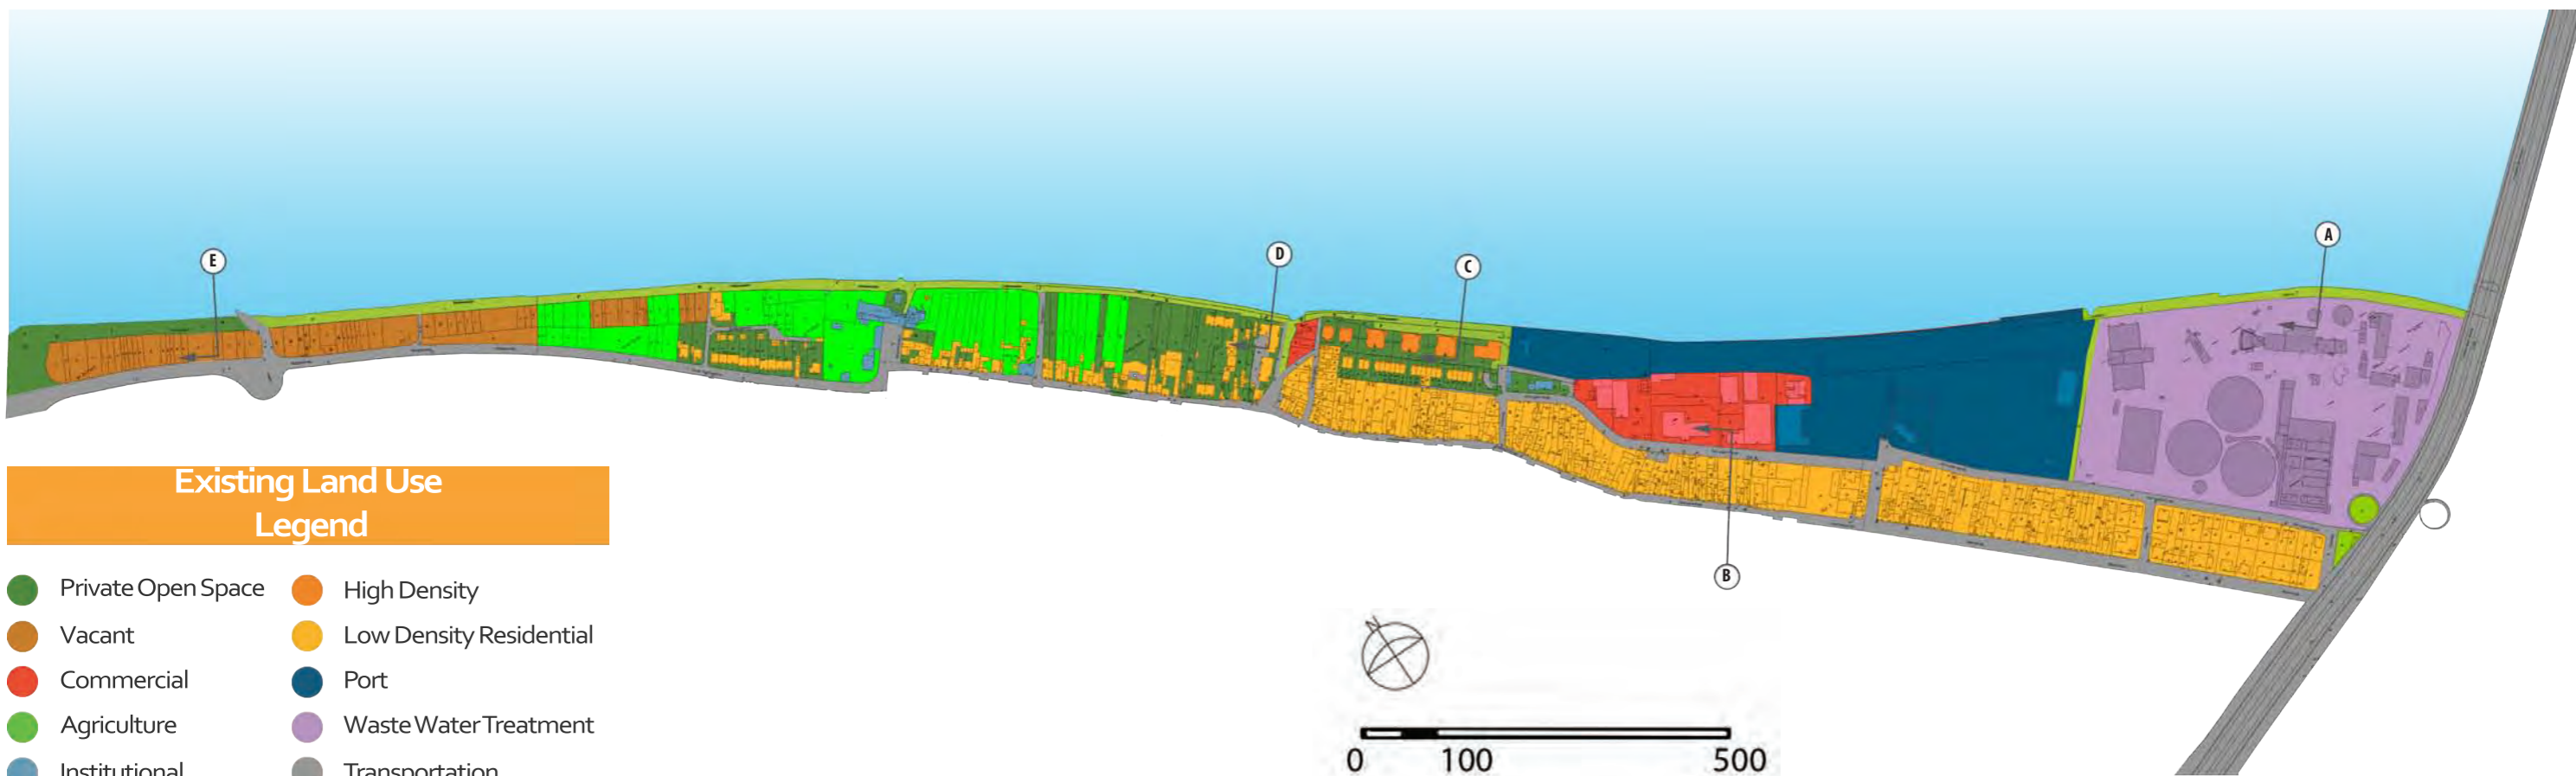 E
D
C
A
B
Existing Land Use
Legend
Private Open Space
High Density
Vacant
Low Density Residential
Commercial
Port
Agriculture
Waste Water Treatment
Institutional
Transportation
N
0 100 500